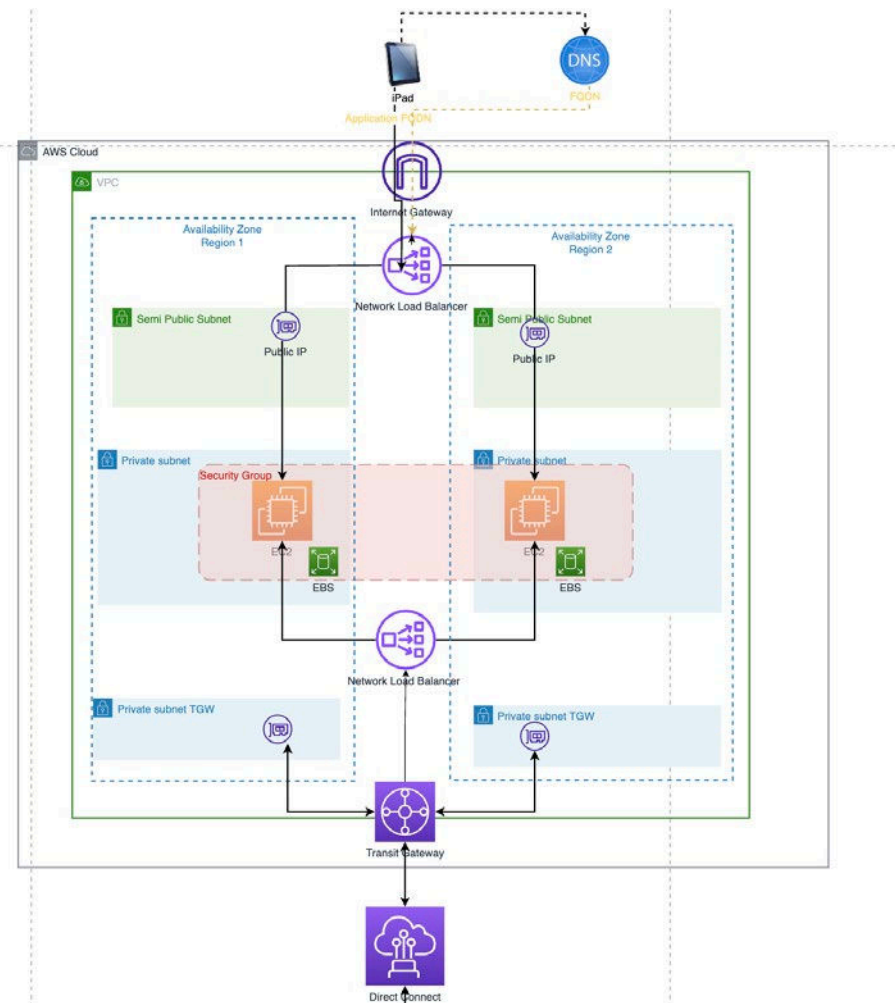 DNS
iPad
FQDN
Application FQDN
AWS Cloud
VPC
Internet Gateway
Availability Zone
Region 1
Availability Zone
Region 2
Network Load Balancer
Semi Public Subnet
Semi Public Subnet
Public IP
Public IP
Private subnet
Private subnet
Security Group
EC2
EC2
EBS
EBS
Network Load Balancer
Private subnet TGW
Private subnet TGW
Transit Gateway
Direct Connect